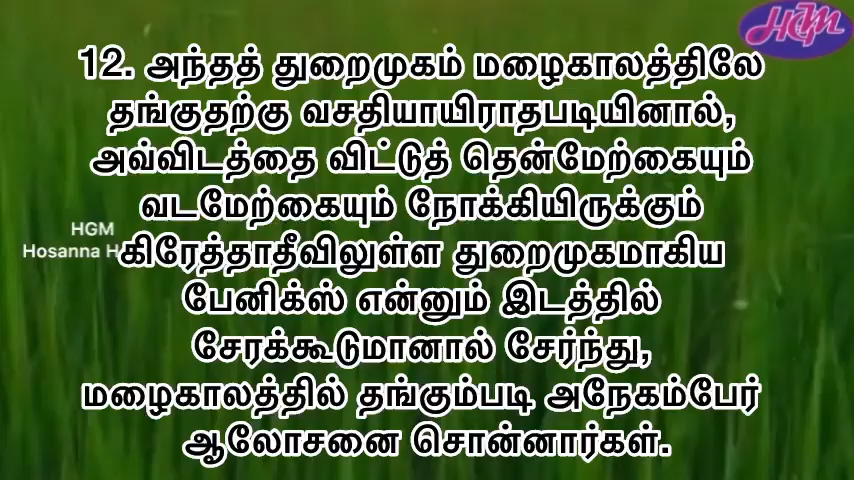 HGM
12. அந்தத் துறைமுகம் மழைகாலத்திலே
தங்குதற்கு வசதியாயிராதபடியினால்,
அவ்விடத்தை விட்டுத் தென்மேற்கையும்
வடமேற்கையும் நோக்கியிருக்கும்
HGM
Hosanna
கிரேத்தாதீவிலுள்ள துறைமுகமாகிய
பேனிக்ஸ் என்னும் இடத்தில்
சேரக்கூடுமானால் சேர்ந்து,
மழைகாலத்தில் தங்கும்படி அநேகம்பேர்
ஆலோசனை சொன்னார்கள்.